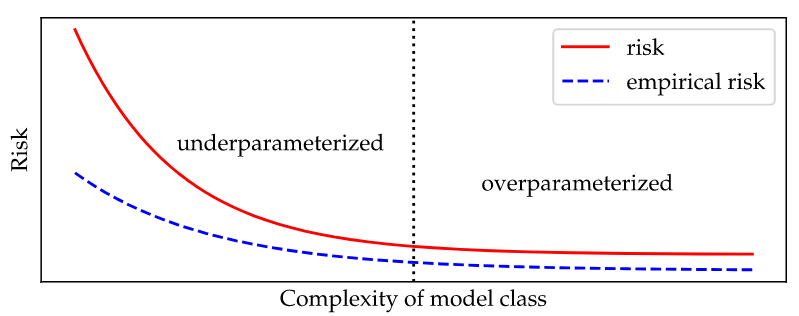 risk
empirical risk
underparameterized
overparameterized
Risk
Complexity of model class